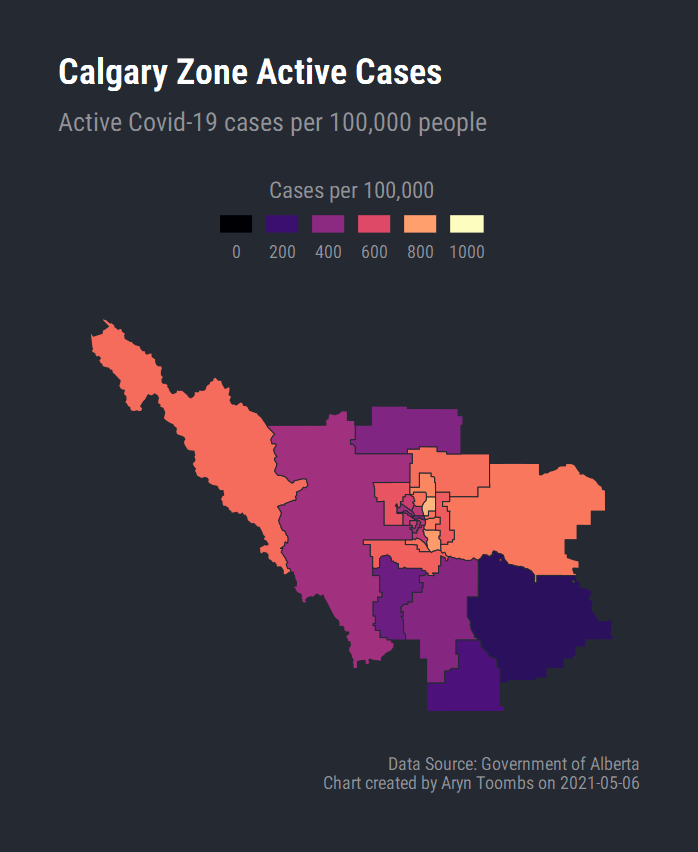 Calgary Zone Active Cases
Active Covid-19 cases per 100,000 people
Cases per 100,000
0 200 400 600 800 1000
Data Source: Government of Alberta
Chart created by Aryn Toombs on 2021-05-06